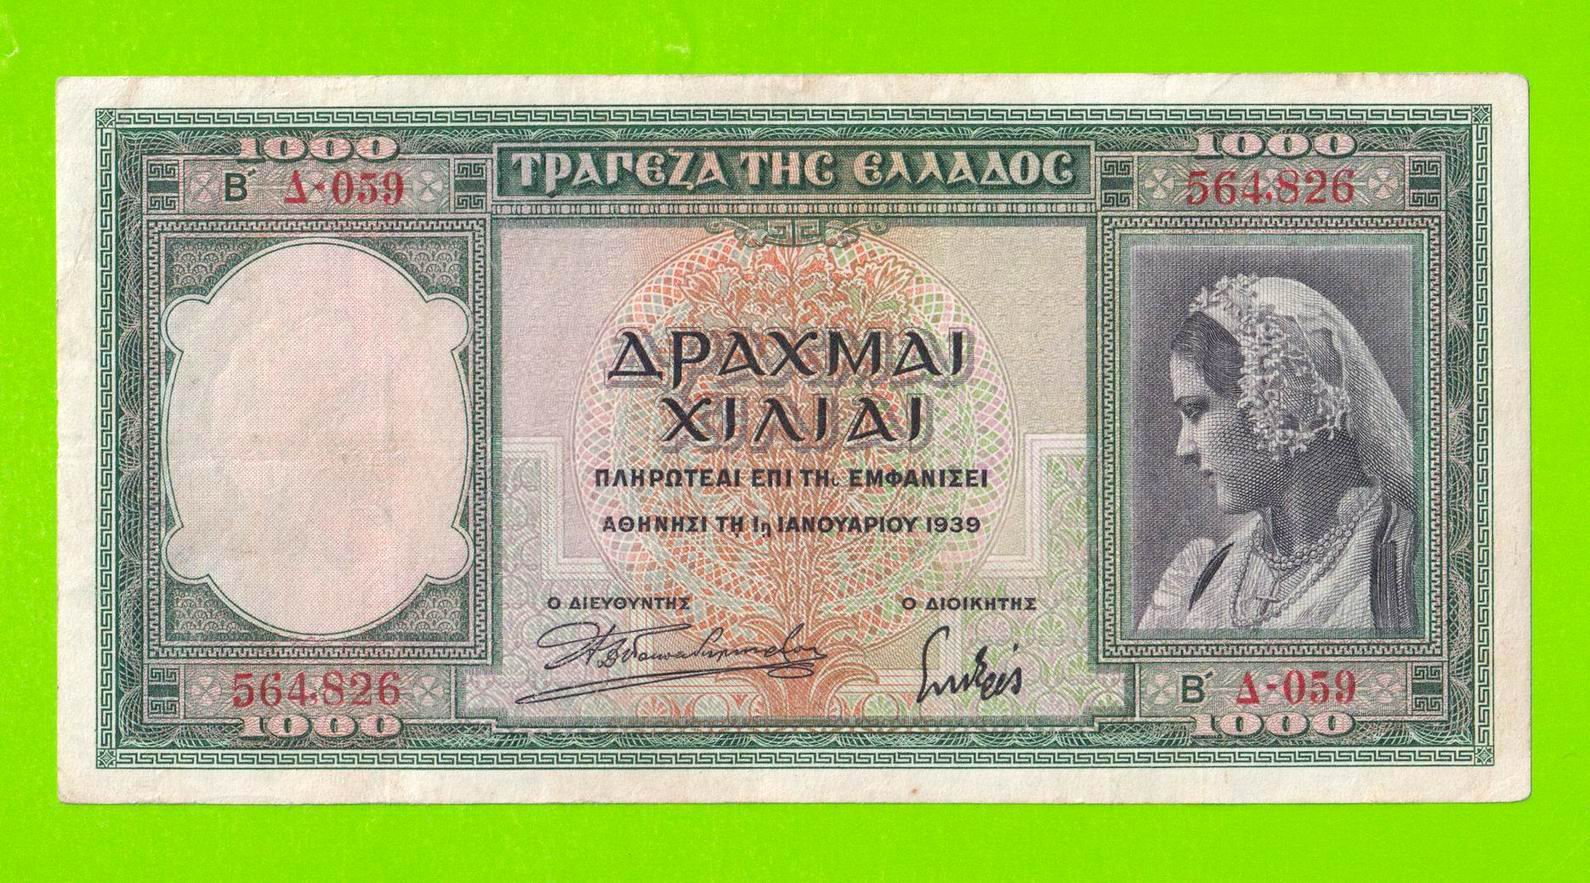 1000
ΤΡΑΠΕΖΑ ΤΗΣ ΕΛΛΑΔΟΣ
1000
Β΄ Δ-059
564,826
ΔΡΑΧΜΑΙ
ΧΙΛΙΑΙ
ΠΛΗΡΩΤΕΑΙ ΕΠΙ ΤΗι ΕΜΦΑΝΙΣΕΙ
ΑΘΗΝΗΣΙ ΤΗ 1η ΙΑΝΟΥΑΡΙΟΥ 1939
Ο ΔΙΕΥΘΥΝΤΗΣ
Ο ΔΙΟΙΚΗΤΗΣ
564,826
Β΄ Δ-059
1000
1000